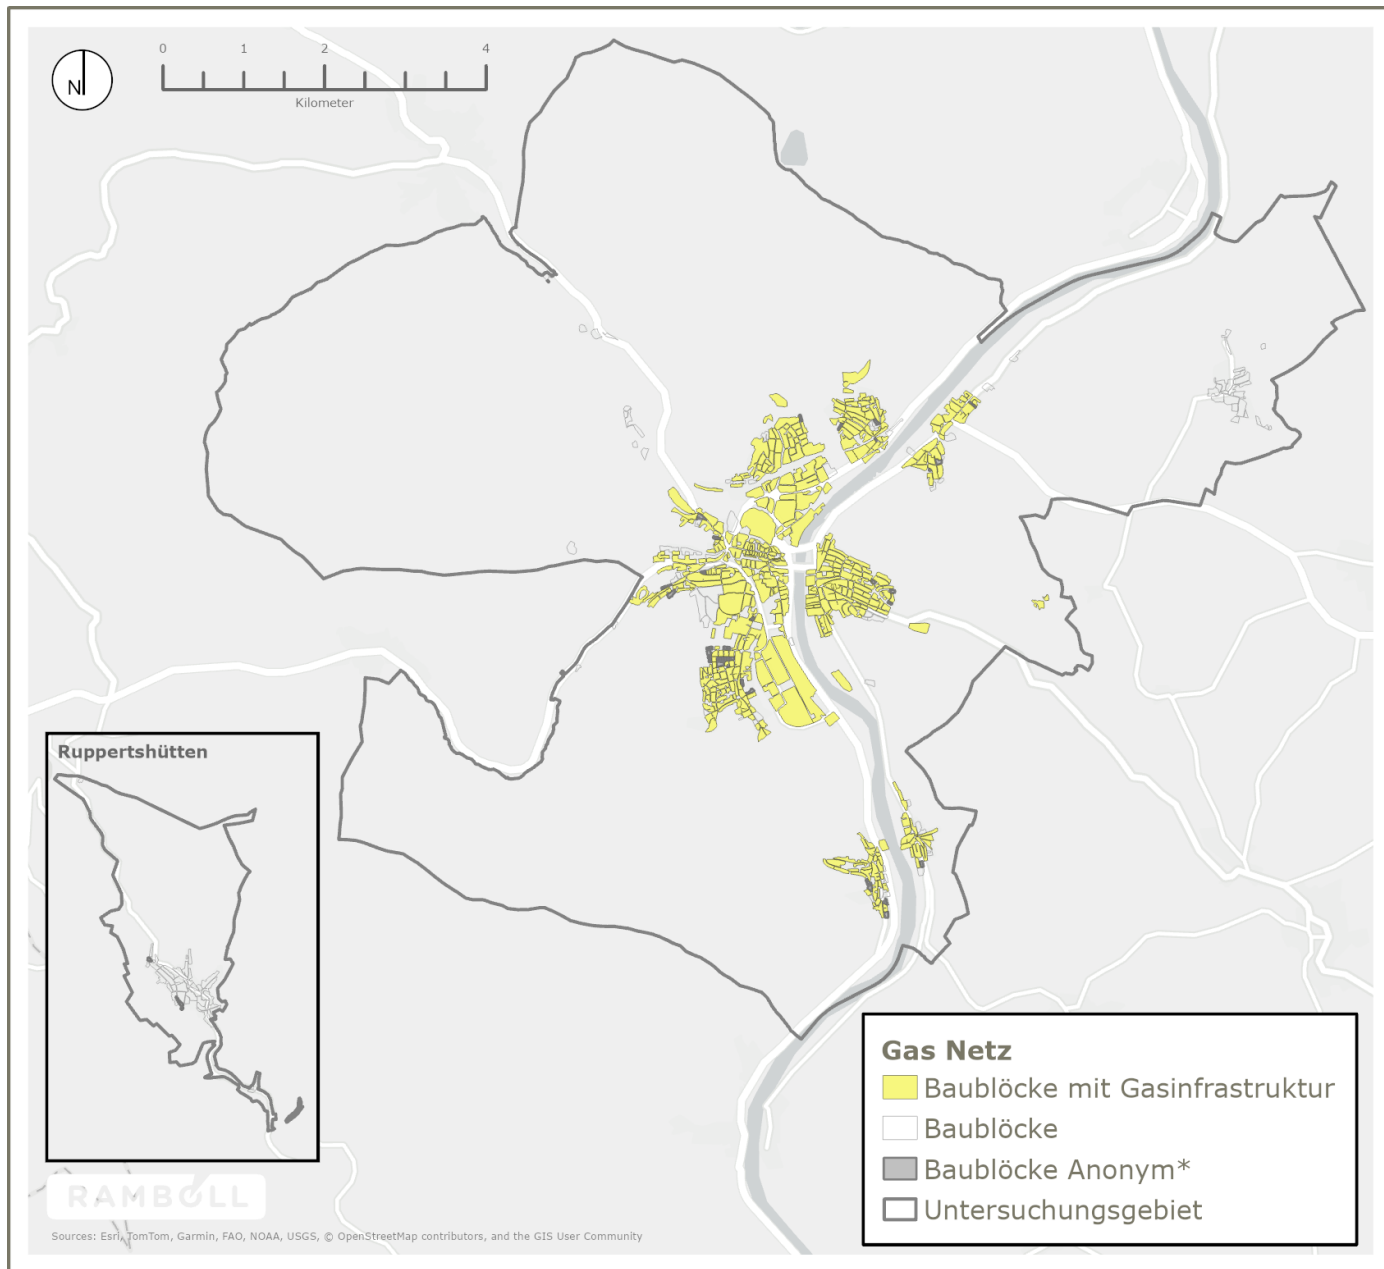 0 1 2 4
Kilometer
N
Ruppertshütten
Gas Netz
Baublöcke mit Gasinfrastruktur
Baublöcke
Baublöcke Anonym*
Untersuchungsgebiet
RAMBOLL
Sources: Esri, TomTom, Garmin, FAO, NOAA, USGS, © OpenStreetMap contributors, and the GIS User Community